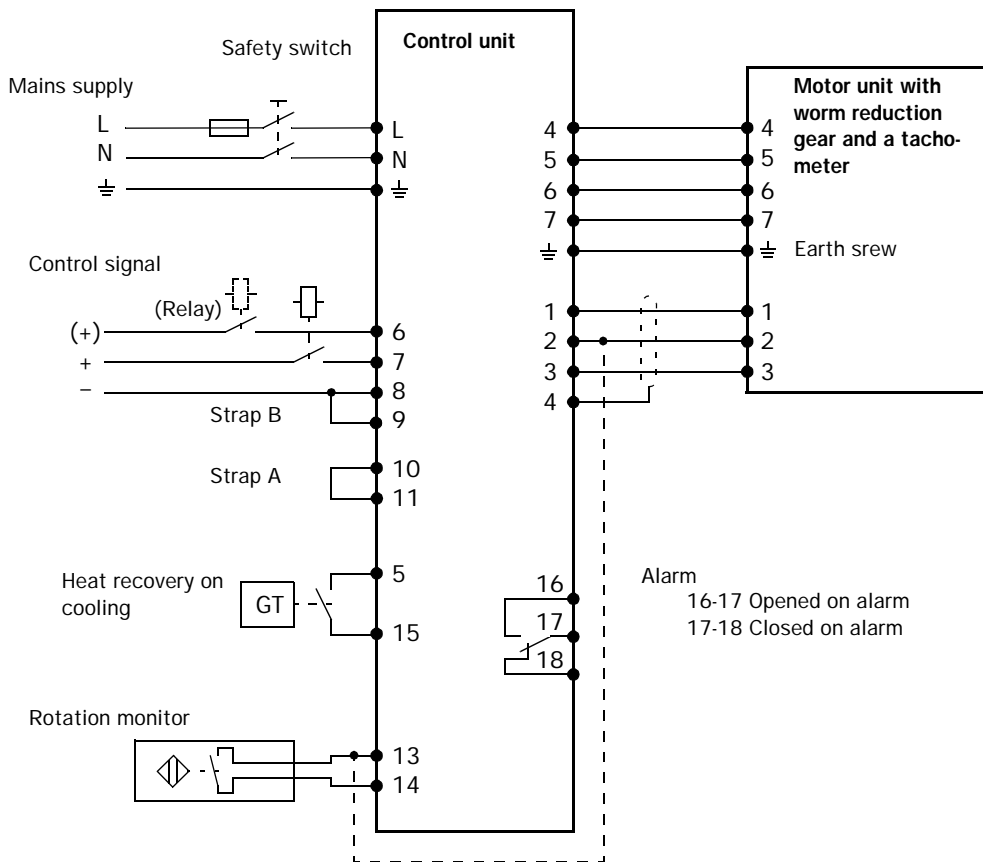 Control unit
Safety switch
Mains supply
L
N
L
N
Motor unit with
worm reduction
gear and a tacho-
meter
4
5
6
7
4
5
6
7
Earth srew
Control signal
(Relay)
(+)
+
−
6
7
8
9
Strap B
Strap A
10
11
1
2
3
4
1
2
3
Heat recovery on
cooling
GT
5
15
16
17
18
Alarm
16-17 Opened on alarm
17-18 Closed on alarm
Rotation monitor
13
14